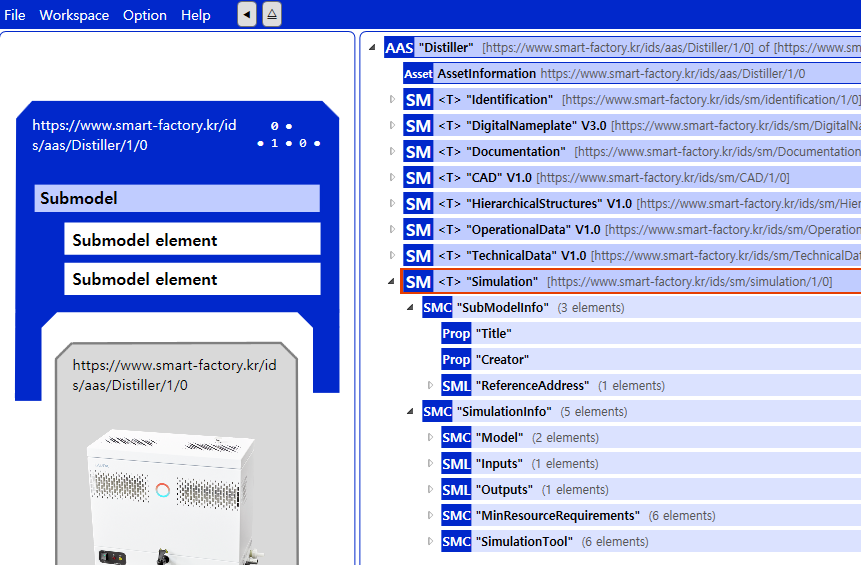 File Workspace Option Help
https://www.smart-factory.kr/id
s/aas/Distiller/1/0
0
1 0
Submodel
Submodel element
Submodel element
https://www.smart-factory.kr/id
s/aas/Distiller/1/0
AAS "Distiller" [https://www.smart-factory.kr/ids/aas/Distiller/1/0] of [https://www.sm
Asset AssetInformation https://www.smart-factory.kr/ids/aas/Distiller/1/0
SM <T> "Identification" [https://www.smart-factory.kr/ids/sm/identification/1/0]
SM <T> "DigitalNameplate" V3.0 [https://www.smart-factory.kr/ids/sm/DigitalNa
SM <T> "Documentation" [https://www.smart-factory.kr/ids/sm/Documentation
SM <T> "CAD" V1.0 [https://www.smart-factory.kr/ids/sm/CAD/1/0]
SM <T> "HierarchicalStructures" V1.0 [https://www.smart-factory.kr/ids/sm/Hier
SM <T> "OperationalData" V1.0 [https://www.smart-factory.kr/ids/sm/Operation
SM <T> "TechnicalData" V1.0 [https://www.smart-factory.kr/ids/sm/TechnicalDat
SM <T> "Simulation" [https://www.smart-factory.kr/ids/sm/simulation/1/0]
SMC "SubModelInfo" (3 elements)
Prop "Title"
Prop "Creator"
SML "ReferenceAddress" (1 elements)
SMC "SimulationInfo" (5 elements)
SMC "Model" (2 elements)
SML "Inputs" (1 elements)
SML "Outputs" (1 elements)
SMC "MinResourceRequirements" (6 elements)
SMC "SimulationTool" (6 elements)